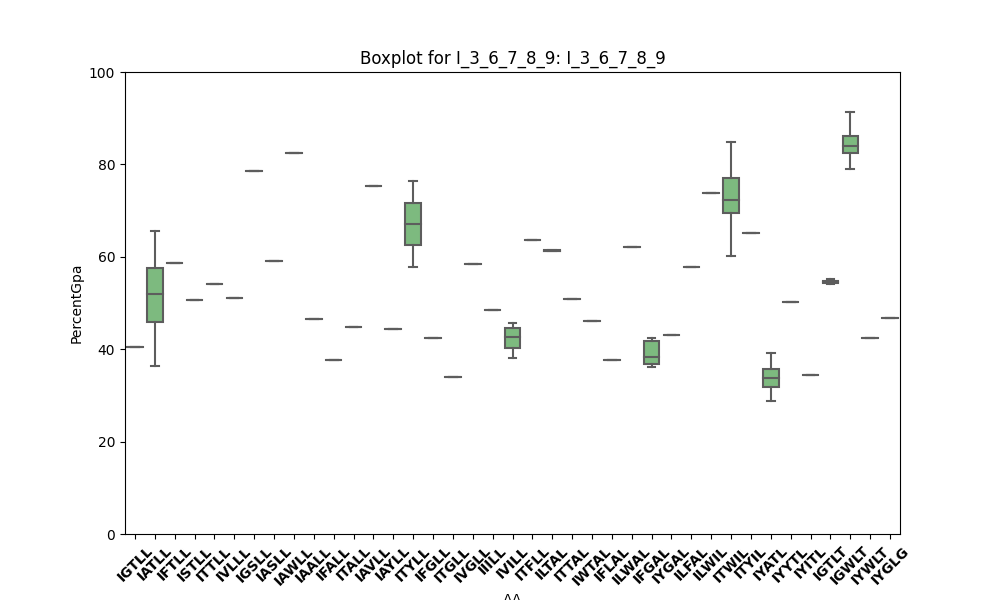 Boxplot for I_3_6_7_8_9: I_3_6_7_8_9
PercentGpa
100
80
60
40
20
0
IGTLL
IATLL
IFTLL
ISTLL
ITTLL
IVLLL
IGSLL
IASLL
IAWLL
IAALL
IFALL
ITALL
IAVLL
IAYLL
ITYLL
IFGLL
ITGLL
IVGLL
IIILL
IVILL
ITFLL
ILTAL
ITTAL
IWTAL
IFLAL
ILWAL
IFGAL
IYGAL
ILFAL
ILWIL
ITWIL
ITYIL
IYATL
IYYTL
IYITL
IGTLT
IGWLT
IYWLT
IYGLG
AA